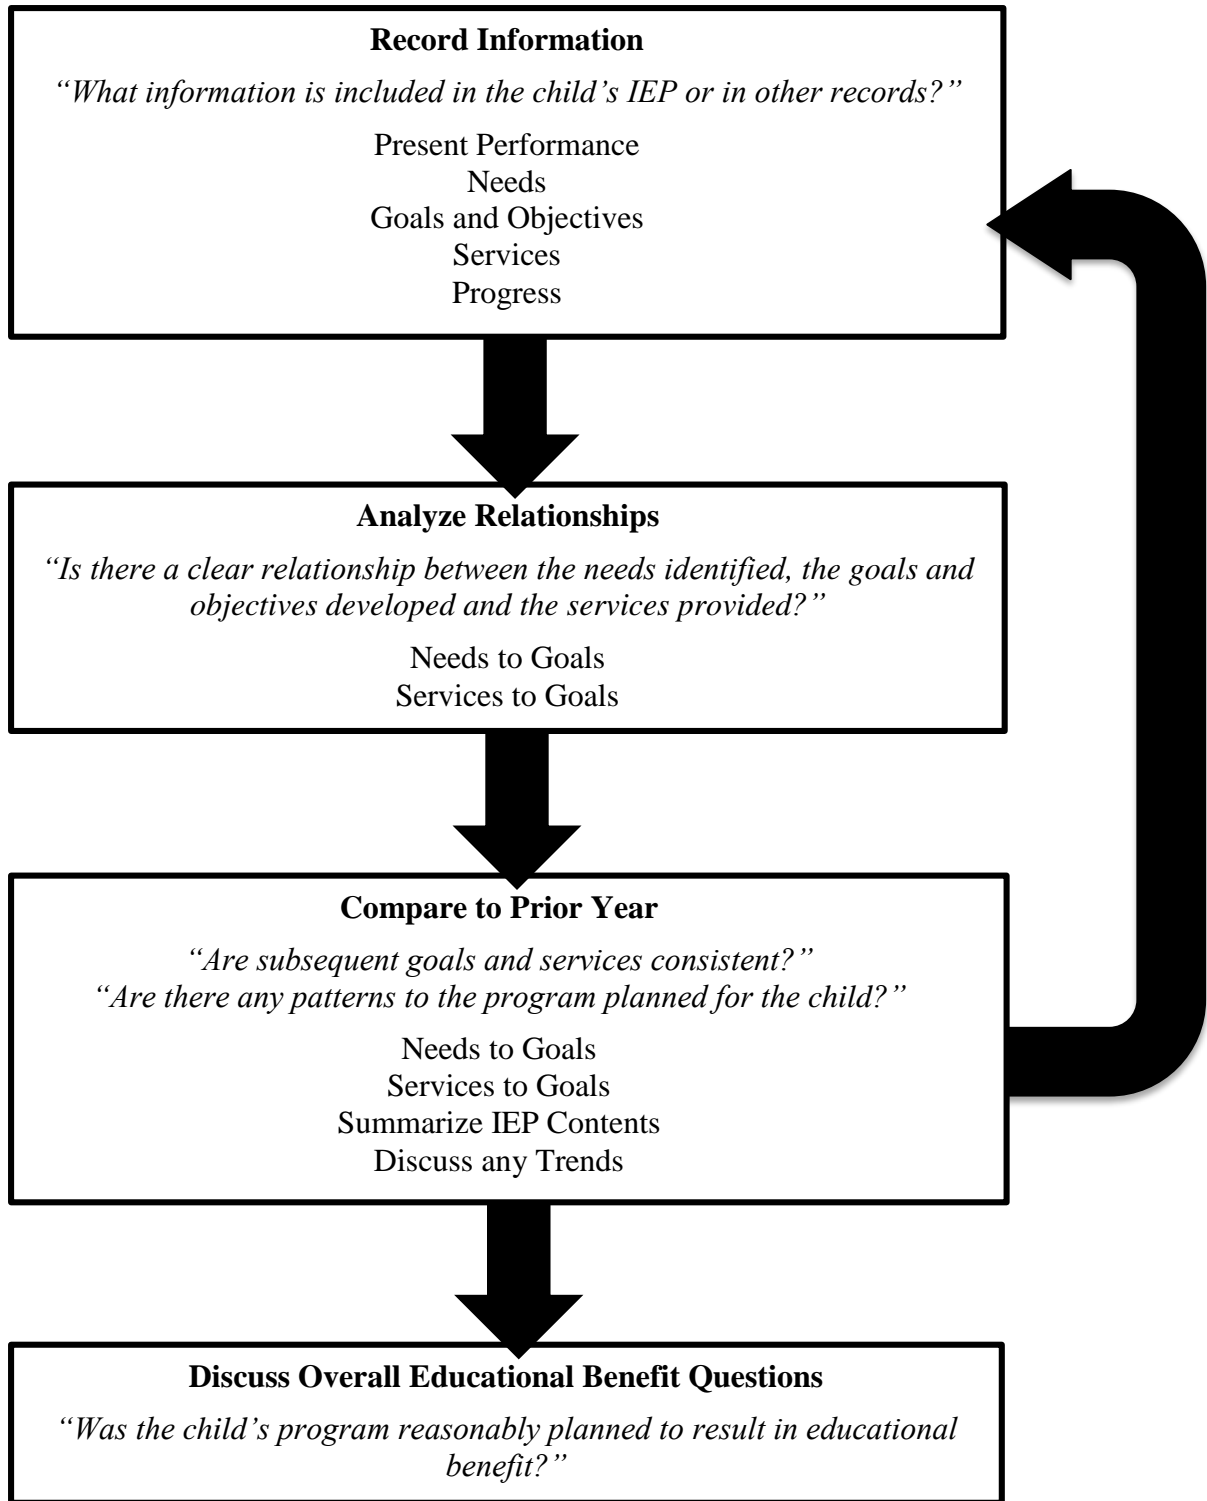 Record Information
“What information is included in the child’s IEP or in other records?”
Present Performance
Needs
Goals and Objectives
Services
Progress
Analyze Relationships
“Is there a clear relationship between the needs identified, the goals and
objectives developed and the services provided?”
Needs to Goals
Services to Goals
Compare to Prior Year
“Are subsequent goals and services consistent?”
“Are there any patterns to the program planned for the child?”
Needs to Goals
Services to Goals
Summarize IEP Contents
Discuss any Trends
Discuss Overall Educational Benefit Questions
“Was the child’s program reasonably planned to result in educational
benefit?”